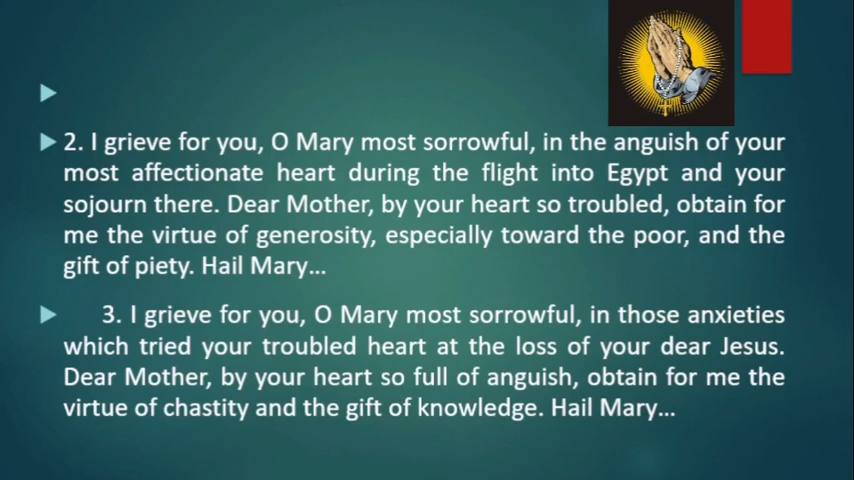 2. I grieve for you, O Mary most sorrowful, in the anguish of your
most affectionate heart during the flight into Egypt and your
sojourn there. Dear Mother, by your heart so troubled, obtain for
me the virtue of generosity, especially toward the poor, and the
gift of piety. Hail Mary...
3. I grieve for you, O Mary most sorrowful, in those anxieties
which tried your troubled heart at the loss of your dear Jesus.
Dear Mother, by your heart so full of anguish, obtain for me the
virtue of chastity and the gift of knowledge. Hail Mary...